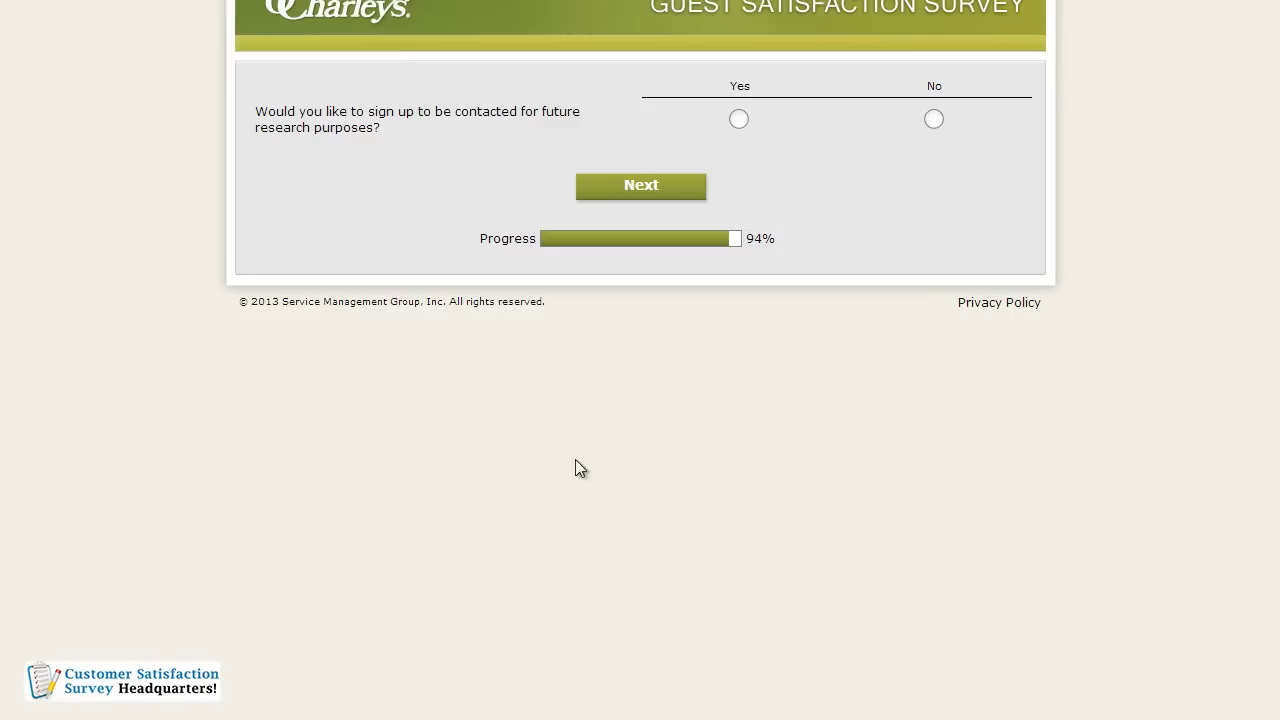 O'Charley's.
GUEST SATISFACTION SURVEY
Yes
No
Would you like to sign up to be contacted for future
research purposes?
Next
Progress
94%
© 2013 Service Management Group, Inc. All rights reserved.
Privacy Policy
Customer Satisfaction
Survey Headquarters!